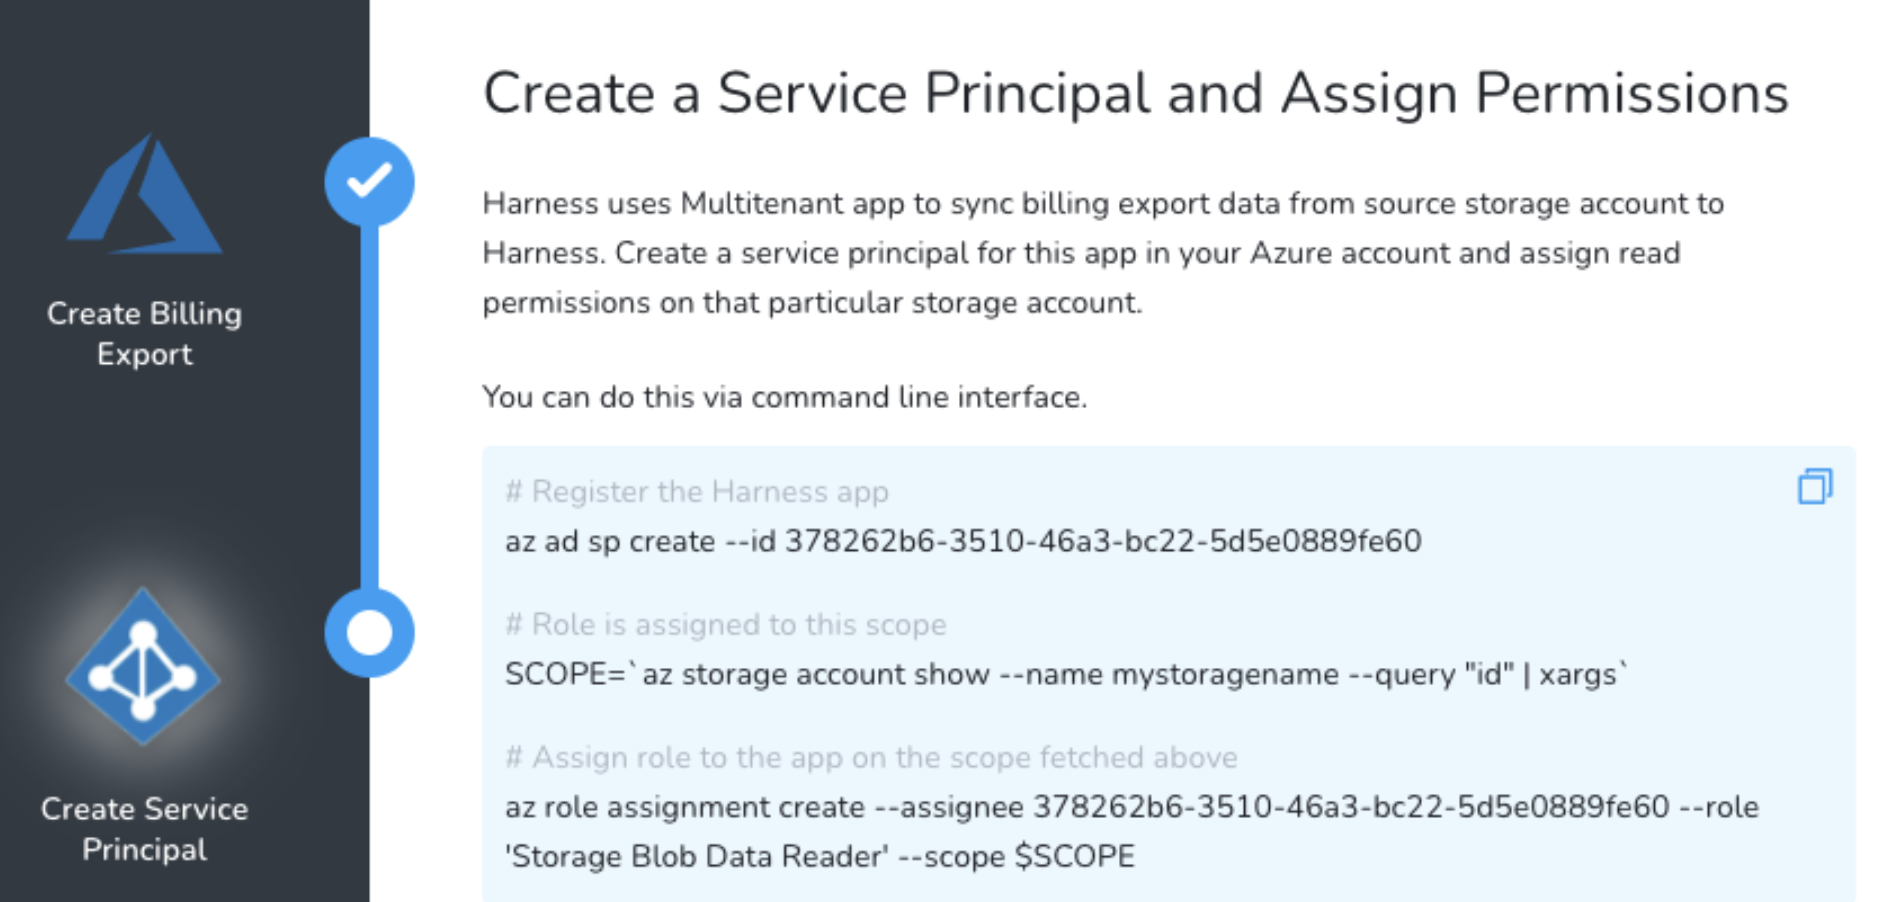 Create Billing
Export
Create Service
Principal
Create a Service Principal and Assign Permissions
Harness uses Multitenant app to sync billing export data from source storage account to
Harness. Create a service principal for this app in your Azure account and assign read
permissions on that particular storage account.
You can do this via command line interface.
# Register the Harness app
az ad sp create --id 378262b6-3510-46a3-bc22-5d5e0889fe60
# Role is assigned to this scope
SCOPE=`az storage account show --name mystoragename --query "id" | xargs`
# Assign role to the app on the scope fetched above
az role assignment create --assignee 378262b6-3510-46a3-bc22-5d5e0889fe60 --role
'Storage Blob Data Reader' --scope $SCOPE